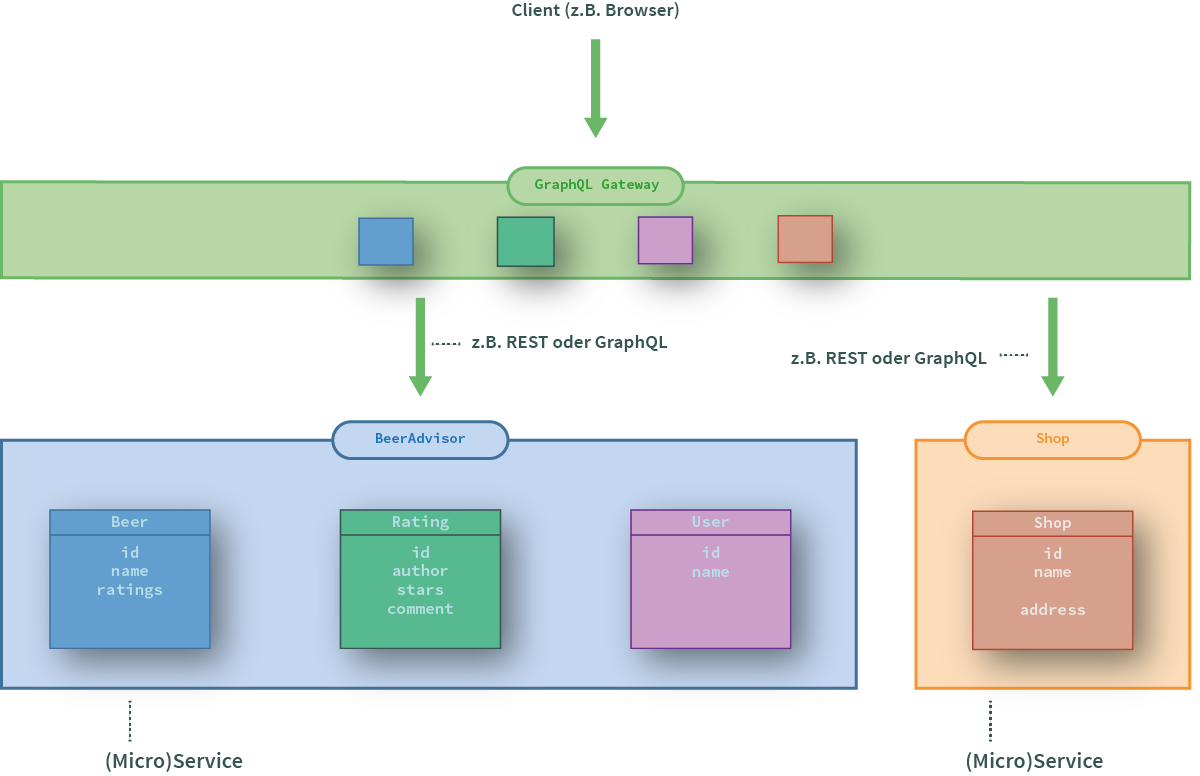 Client (z.B. Browser)
GraphQL Gateway
z.B. REST oder GraphQL
z.B. REST oder GraphQL
BeerAdvisor
Shop
Beer
id
name
ratings
Rating
id
author
stars
comment
User
id
name
Shop
id
name
address
(Micro)Service
(Micro)Service